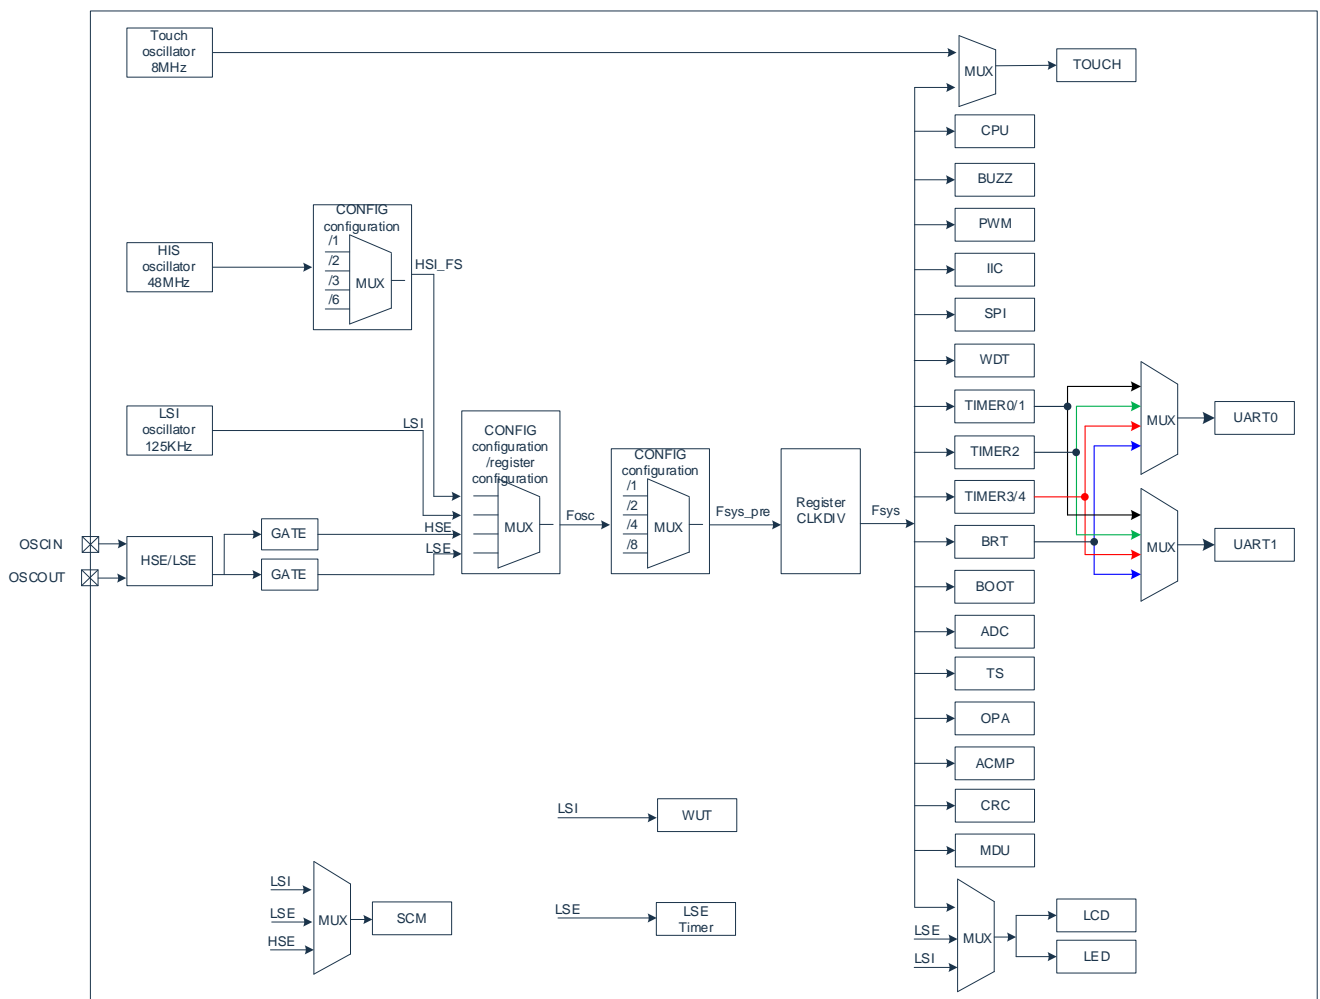 Touch
oscillator
8MHz
MUX
TOUCH
CPU
BUZZ
PWM
IIC
SPI
WDT
TIMER0/1
TIMER2
TIMER3/4
BRT
BOOT
ADC
TS
OPA
ACMP
CRC
MDU
HIS
oscillator
48MHz
CONFIG
configuration
/1
/2
/3
/6
MUX
HSI_FS
LSI
oscillator
125KHz
LSI
OSCIN
OSCOUT
HSE/LSE
GATE
GATE
HSE
LSE
CONFIG
configuration
/register
configuration
MUX
Fosc
CONFIG
configuration
/1
/2
/4
/8
MUX
Fsys_pre
Register
CLKDIV
Fsys
MUX
UART0
MUX
UART1
LSI
WUT
LSE
LSE
Timer
LSI
LSE
HSE
MUX
SCM
LSE
LSI
MUX
LCD
LED